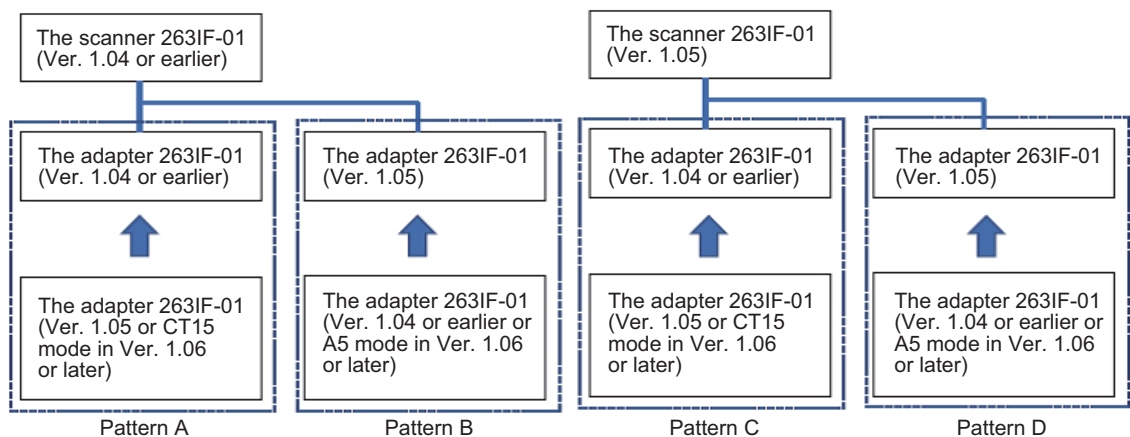 The scanner 263IF-01
(Ver. 1.04 or earlier)
The scanner 263IF-01
(Ver. 1.05)
The adapter 263IF-01
(Ver. 1.04 or earlier)
The adapter 263IF-01
(Ver. 1.05)
The adapter 263IF-01
(Ver. 1.04 or earlier)
The adapter 263IF-01
(Ver. 1.05)
The adapter 263IF-01
(Ver. 1.05 or CT15
mode in Ver. 1.06
or later)
The adapter 263IF-01
(Ver. 1.04 or earlier or
A5 mode in Ver. 1.06
or later)
The adapter 263IF-01
(Ver. 1.05 or CT15
mode in Ver. 1.06
or later)
The adapter 263IF-01
(Ver. 1.04 or earlier or
A5 mode in Ver. 1.06
or later)
Pattern A
Pattern B
Pattern C
Pattern D